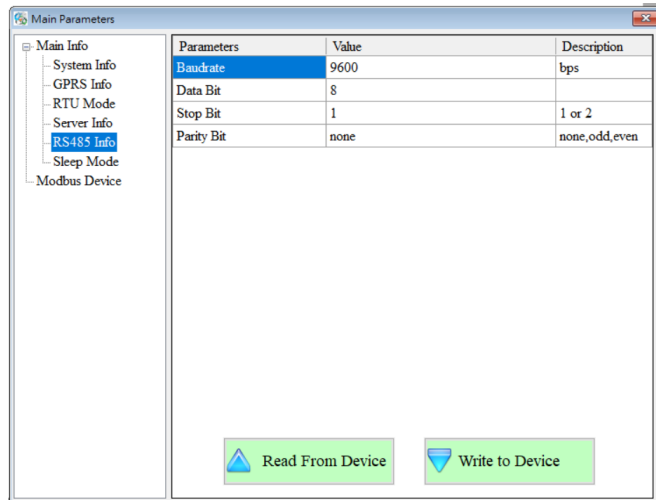 Main Parameters
Main Info
System Info
GPRS Info
RTU Mode
Server Info
RS485 Info
Sleep Mode
Modbus Device
Parameters Value Description
Baudrate 9600 bps
Data Bit 8
Stop Bit 1 1 or 2
Parity Bit none none,odd,even
Read From Device Write to Device